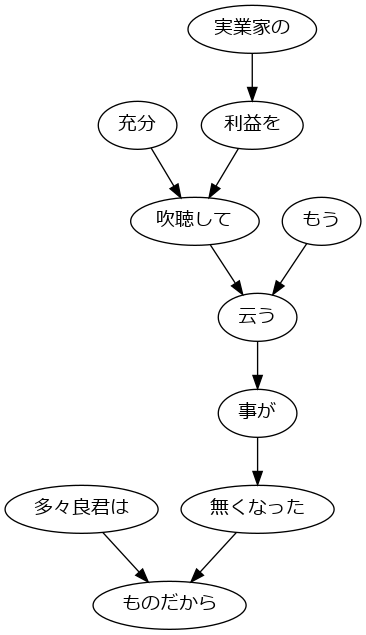 実業家の
充分
利益を
吹聴して
もう
云う
事が
多々良君は
無くなった
ものだから